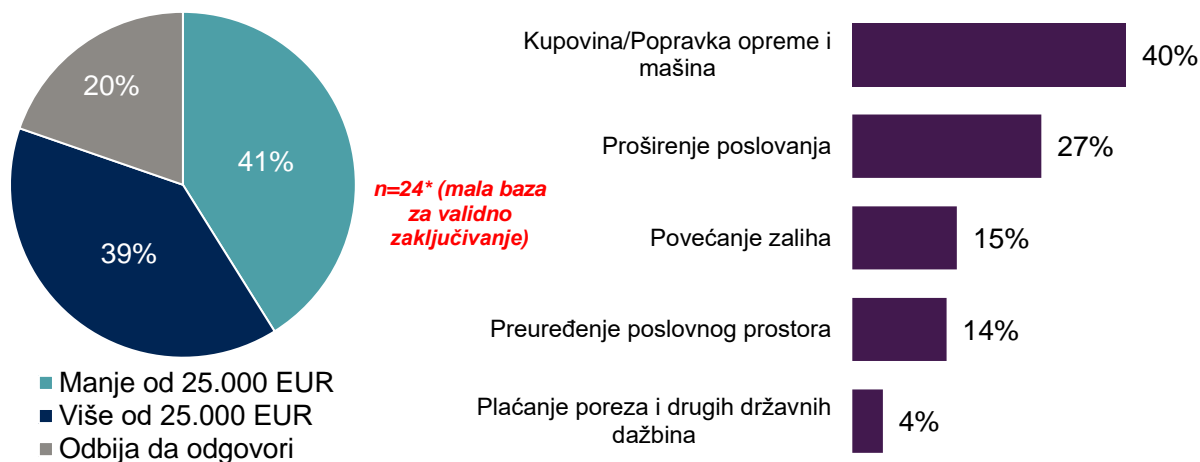 20%
41%
39%
n=24* (mala baza
za validno
zaključivanje)
Manje od 25.000 EUR
Više od 25.000 EUR
Odbija da odgovori
Kupovina/Popravka opreme i
mašina
40%
Proširenje poslovanja
27%
Povećanje zaliha
15%
Preuređenje poslovnog prostora
14%
Plaćanje poreza i drugih državnih
dažbina
4%